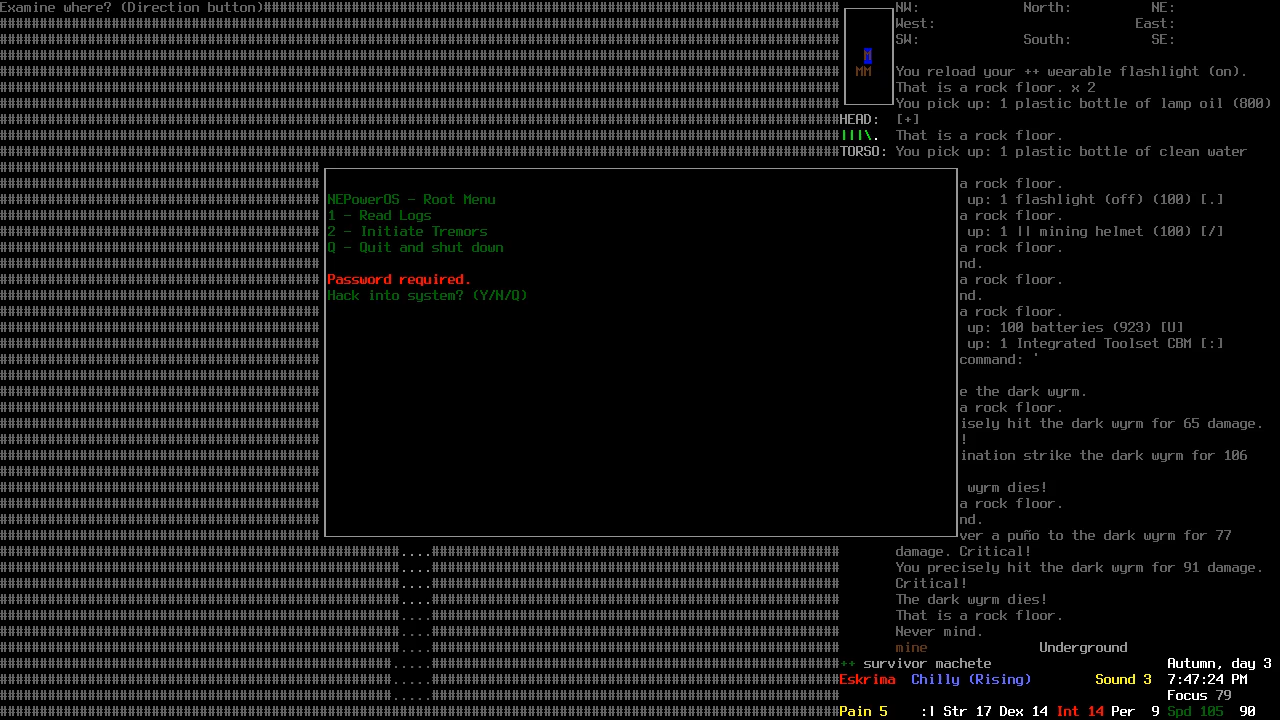 Examine where? (Direction button)
NW: North: NE:
West: East:
SW: South: SE:
M
MM
You reload your ++ wearable flashlight (on).
That is a rock floor. x 2
You pick up: 1 plastic bottle of lamp oil (800)
HEAD: [+]
|||\. That is a rock floor.
TORSO: You pick up: 1 plastic bottle of clean water
NEPowerOS - Root Menu
1 - Read Logs
2 - Initiate Tremors
Q - Quit and shut down
Password required.
Hack into system? (Y/N/Q)
a rock floor.
up: 1 flashlight (off) (100) [.]
a rock floor.
up: 1 || mining helmet (100) [/]
a rock floor.
nd.
a rock floor.
nd.
a rock floor.
up: 100 batteries (923) [U]
up: 1 Integrated Toolset CBM [:]
command: '
e the dark wyrm.
a rock floor.
isely hit the dark wyrm for 65 damage.
!
ination strike the dark wyrm for 106
wyrm dies!
a rock floor.
nd.
ver a puño to the dark wyrm for 77
damage. Critical!
You precisely hit the dark wyrm for 91 damage.
Critical!
The dark wyrm dies!
That is a rock floor.
Never mind.
mine Underground
++ survivor machete Autumn, day 3
Eskrima Chilly (Rising) Sound 3 7:47:24 PM
Focus 79
Pain 5 :| Str 17 Dex 14 Int 14 Per 9 Spd 105 90